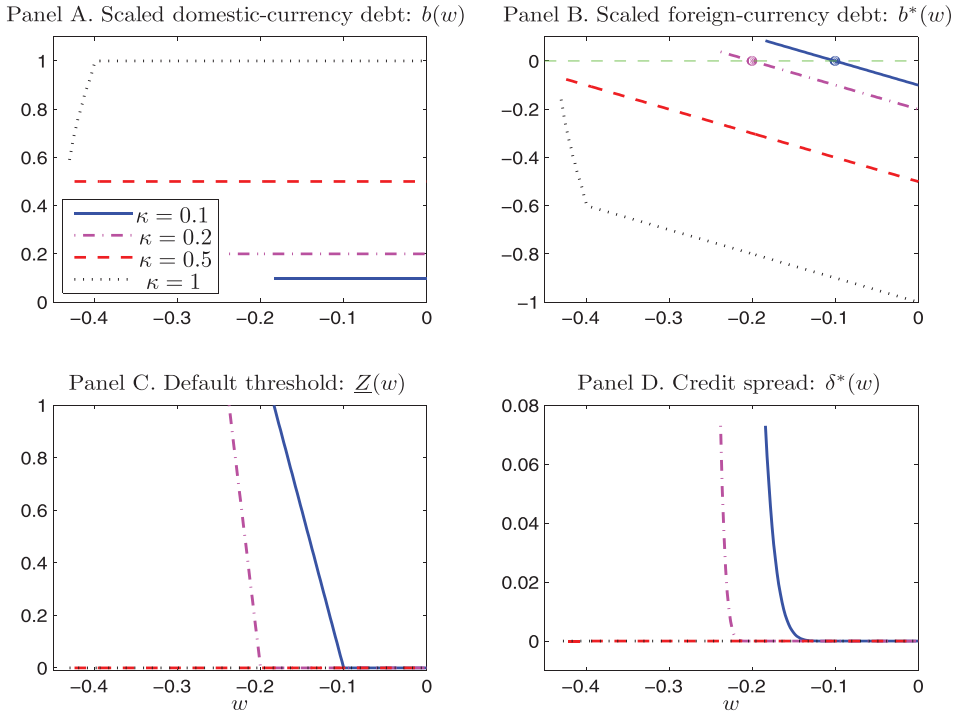 Panel A. Scaled domestic-currency debt: b(w)
1
0.8
0.6
0.4
0.2
0
κ = 0.1
κ = 0.2
κ = 0.5
κ = 1
−0.4 −0.3 −0.2 −0.1 0
Panel B. Scaled foreign-currency debt: b*(w)
0
−0.2
−0.4
−0.6
−0.8
−1
−0.4 −0.3 −0.2 −0.1 0
Panel C. Default threshold: Z(w)
1
0.8
0.6
0.4
0.2
0
−0.4 −0.3 −0.2 −0.1 0
w
Panel D. Credit spread: δ*(w)
0.08
0.06
0.04
0.02
0
−0.4 −0.3 −0.2 −0.1 0
w